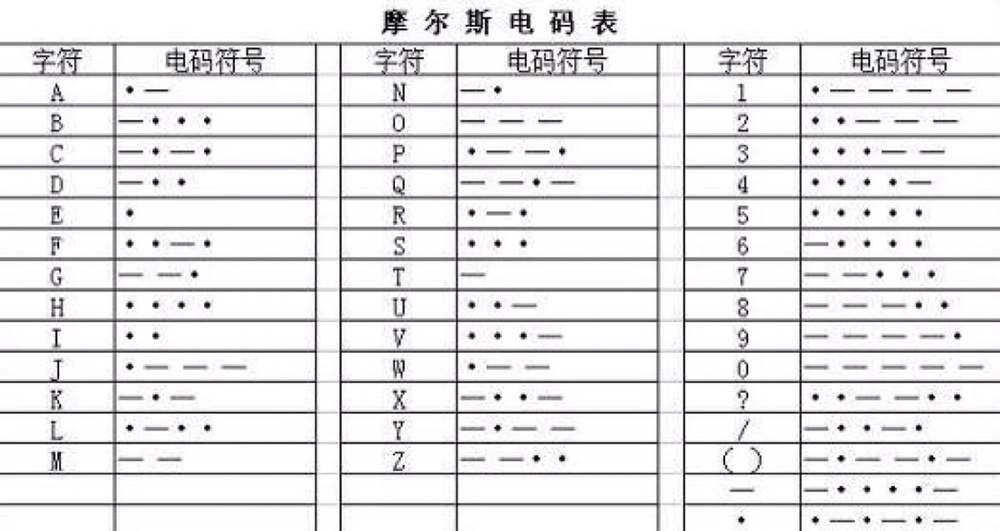 摩尔斯电码表
字符 电码符号 字符 电码符号 字符 电码符号
A •— N —• 1 •————
B —••• O ——— 2 ••———
C —•—• P •——• 3 •••——
D —•• Q ——•— 4 ••••—
E • R •—• 5 •••••
F ••—• S ••• 6 —••••
G ——• T — 7 ——•••
H •••• U ••— 8 ———••
I •• V •••— 9 ————•
J •——— W •—— 0 —————
K —•— X —••— ? ••——••
L •—•• Y —•—— / —••—•
M —— Z ——•• () —•——•—
— —••••—
• •—•—•—